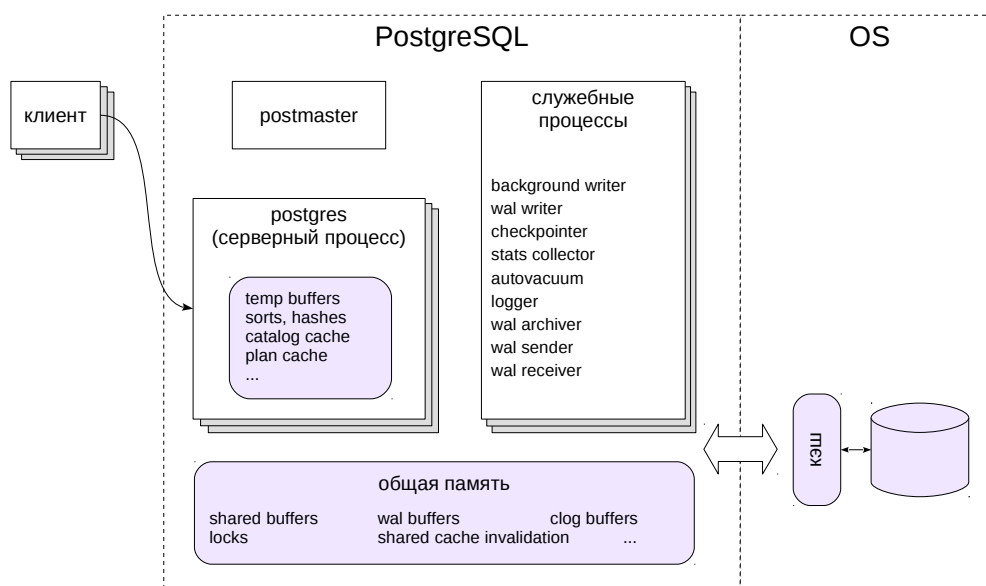 PostgreSQL
OS
клиент
postmaster
служебные
процессы
background writer
wal writer
checkpointer
stats collector
autovacuum
logger
wal archiver
wal sender
wal receiver
postgres
(серверный процесс)
temp buffers
sorts, hashes
catalog cache
plan cache
...
кэш
общая память
shared buffers wal buffers clog buffers
locks shared cache invalidation ...